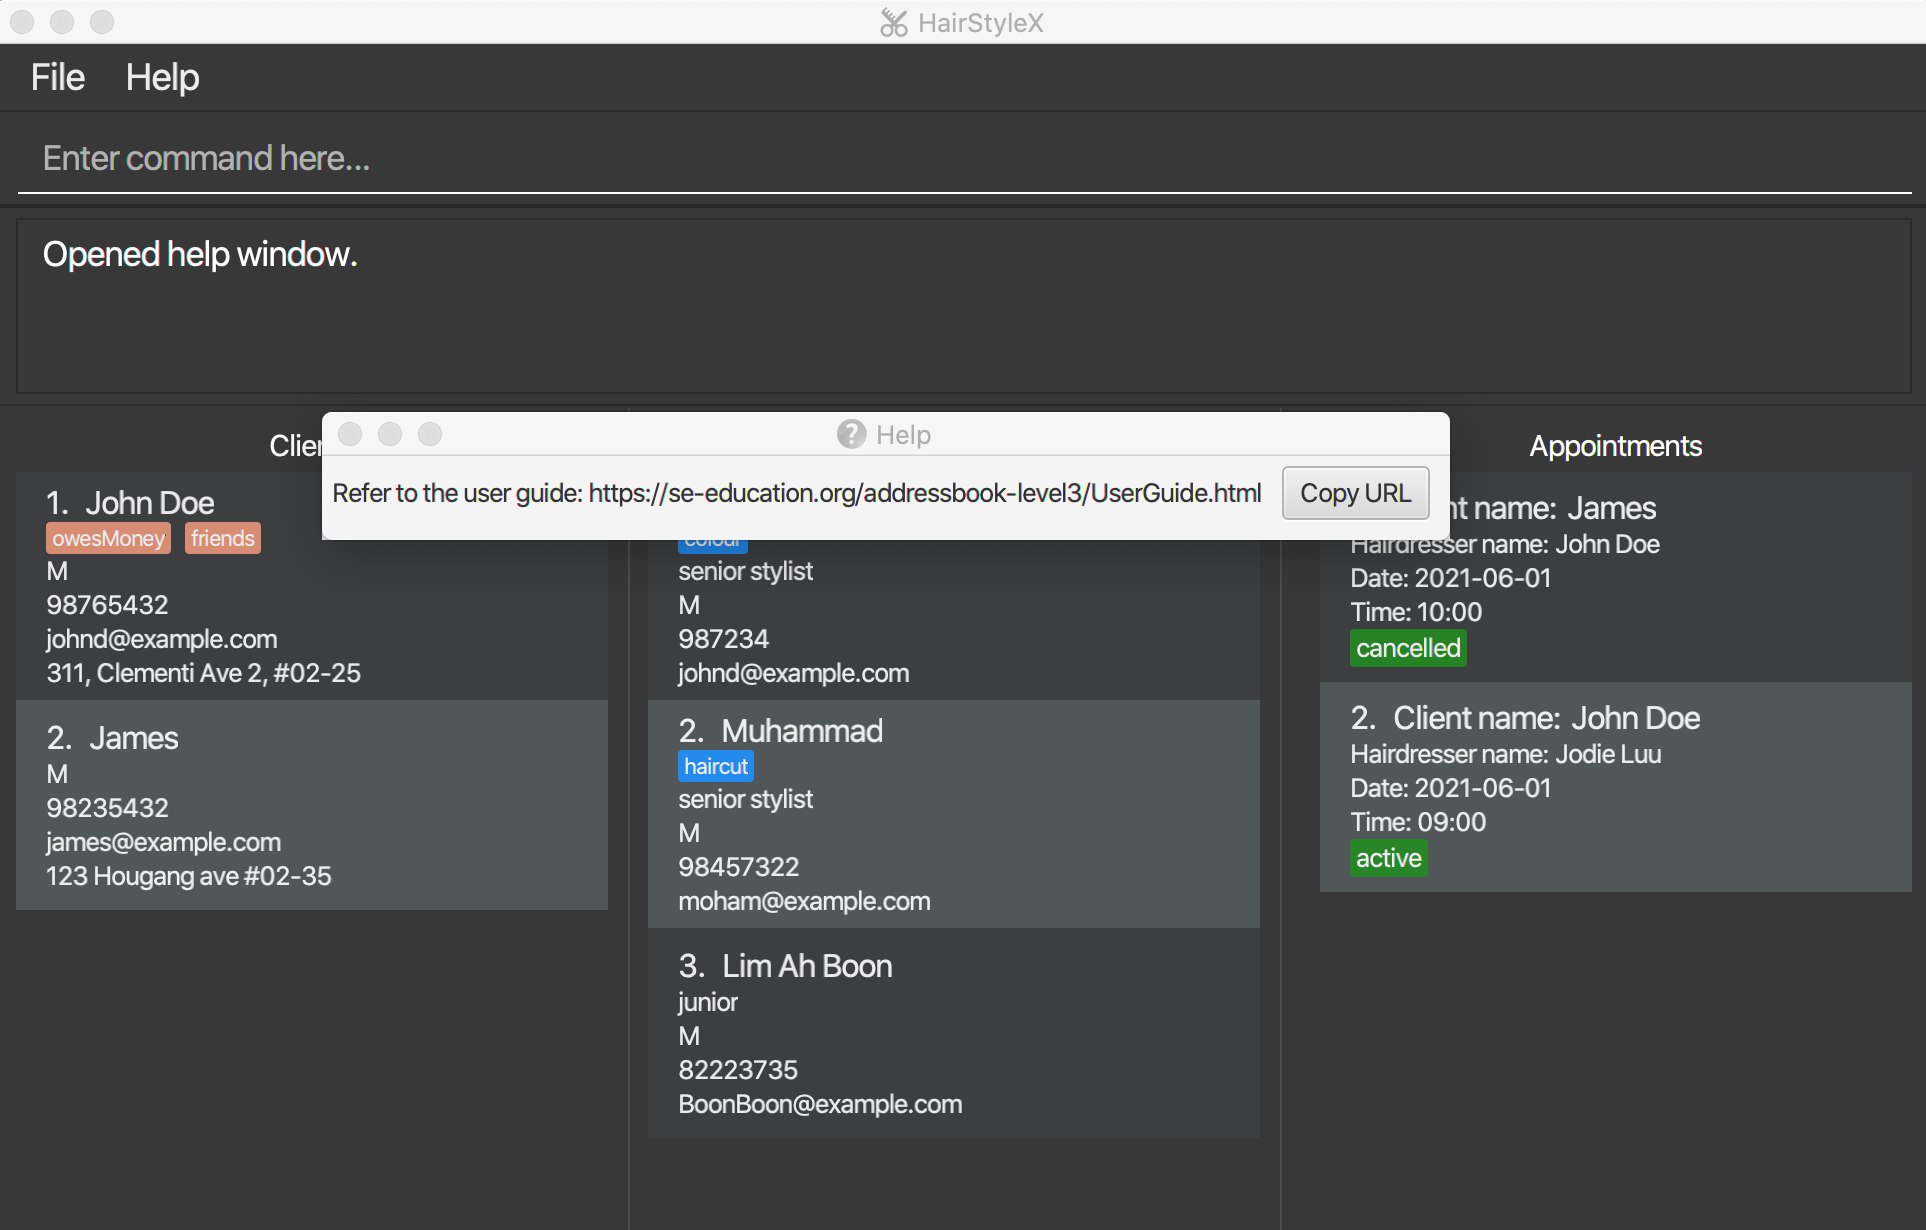 HairStyleX
File Help
Enter command here...
Opened help window.
Help
Refer to the user guide: https://se-education.org/addressbook-level3/UserGuide.html
Copy URL
1. John Doe
owesMoney friends
M
98765432
johnd@example.com
311, Clementi Ave 2, #02-25
2. James
M
98235432
james@example.com
123 Hougang ave #02-35
colour
senior stylist
M
987234
johnd@example.com
2. Muhammad
haircut
senior stylist
M
98457322
moham@example.com
3. Lim Ah Boon
junior
M
82223735
BoonBoon@example.com
Appointments
name: James
Hairdresser name: John Doe
Date: 2021-06-01
Time: 10:00
cancelled
2. Client name: John Doe
Hairdresser name: Jodie Luu
Date: 2021-06-01
Time: 09:00
active